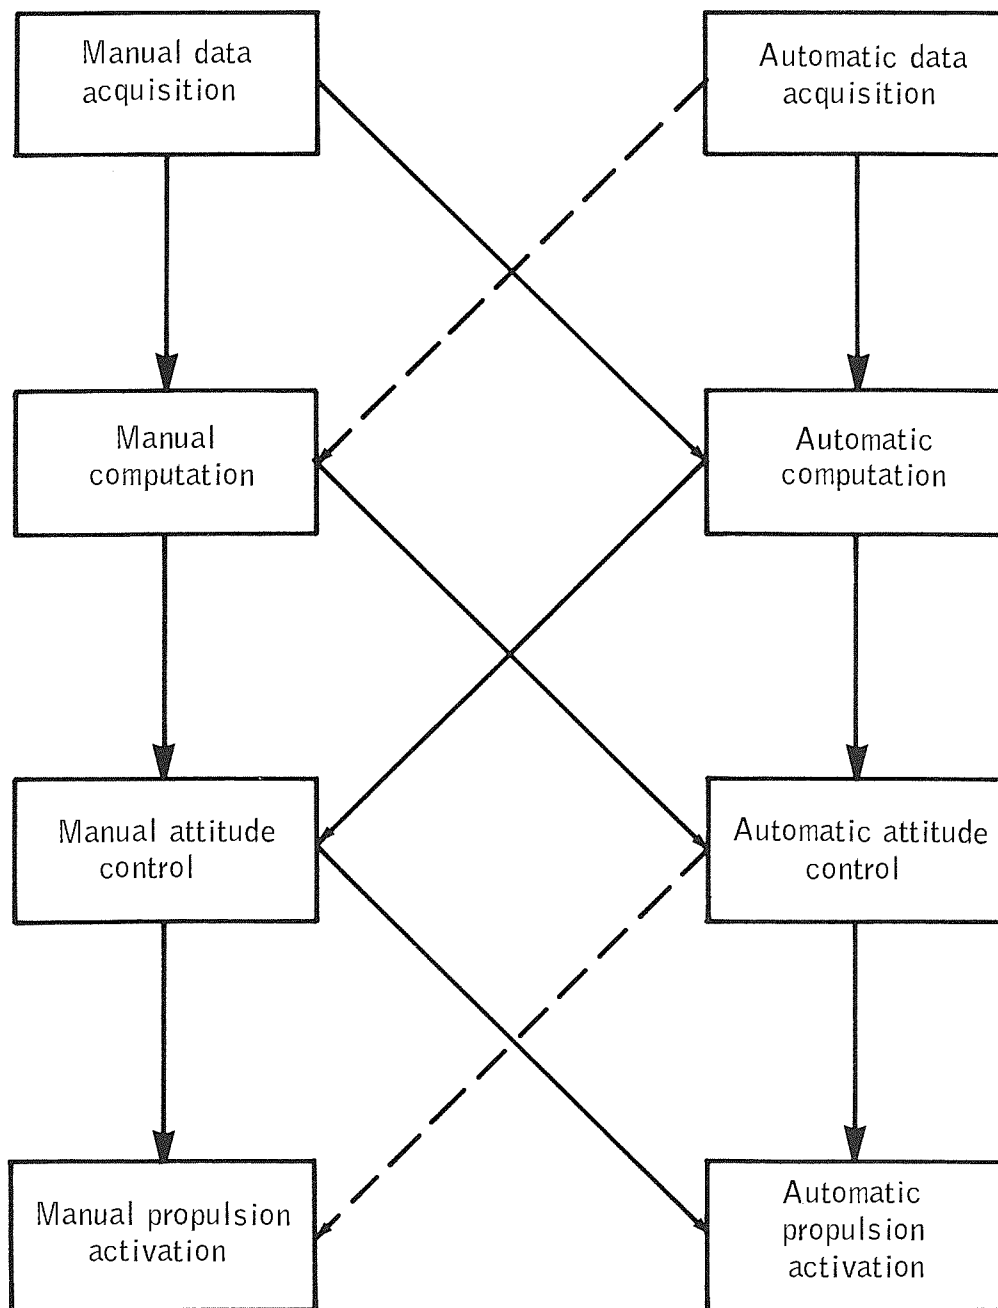 Manual data
acquisition
Automatic data
acquisition
Manual
computation
Automatic
computation
Manual attitude
control
Automatic attitude
control
Manual propulsion
activation
Automatic
propulsion
activation